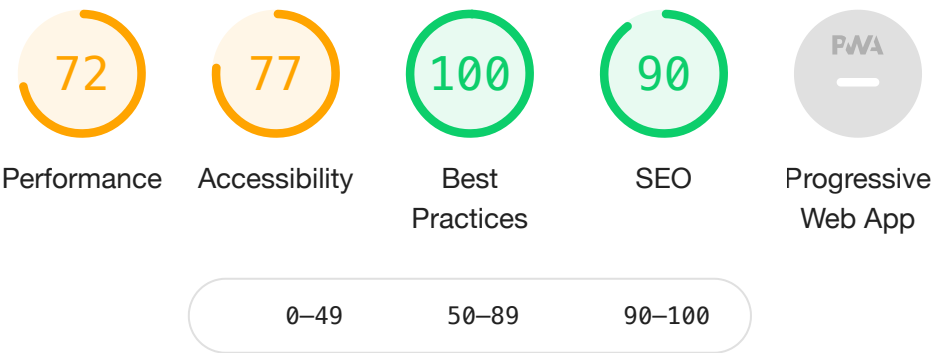 72 77 100 90 PWA
Performance Accessibility Best Practices SEO Progressive Web App
0–49 50–89 90–100